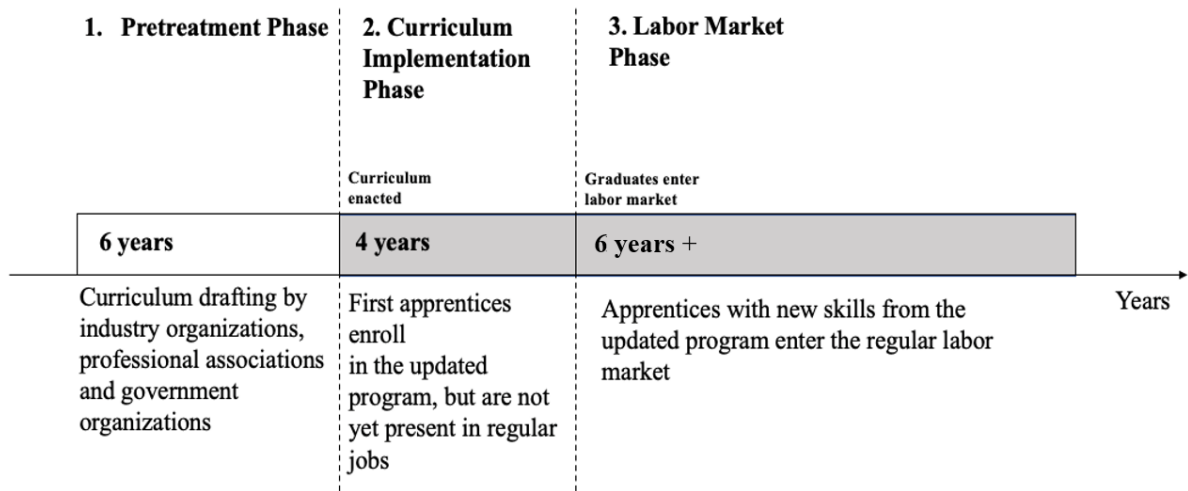 1. Pretreatment Phase
2. Curriculum
Implementation
Phase
3. Labor Market
Phase
Curriculum
enacted
Graduates enter
labor market
6 years
4 years
6 years +
Curriculum drafting by
industry organizations,
professional associations
and government
organizations
First apprentices
enroll
in the updated
program, but are not
yet present in regular
jobs
Apprentices with new skills from the
updated program enter the regular labor
market
Years